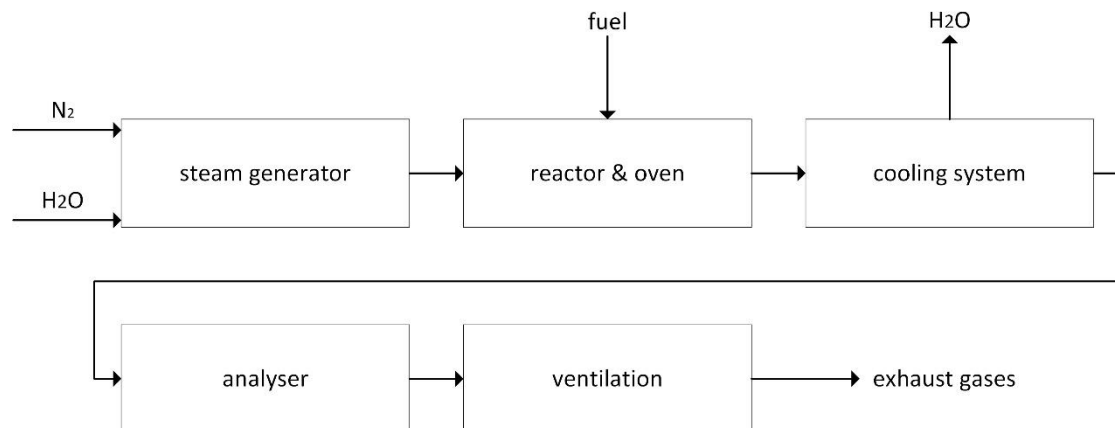 fuel
H2O
N2
steam generator
reactor & oven
cooling system
H2O
analyser
ventilation
exhaust gases